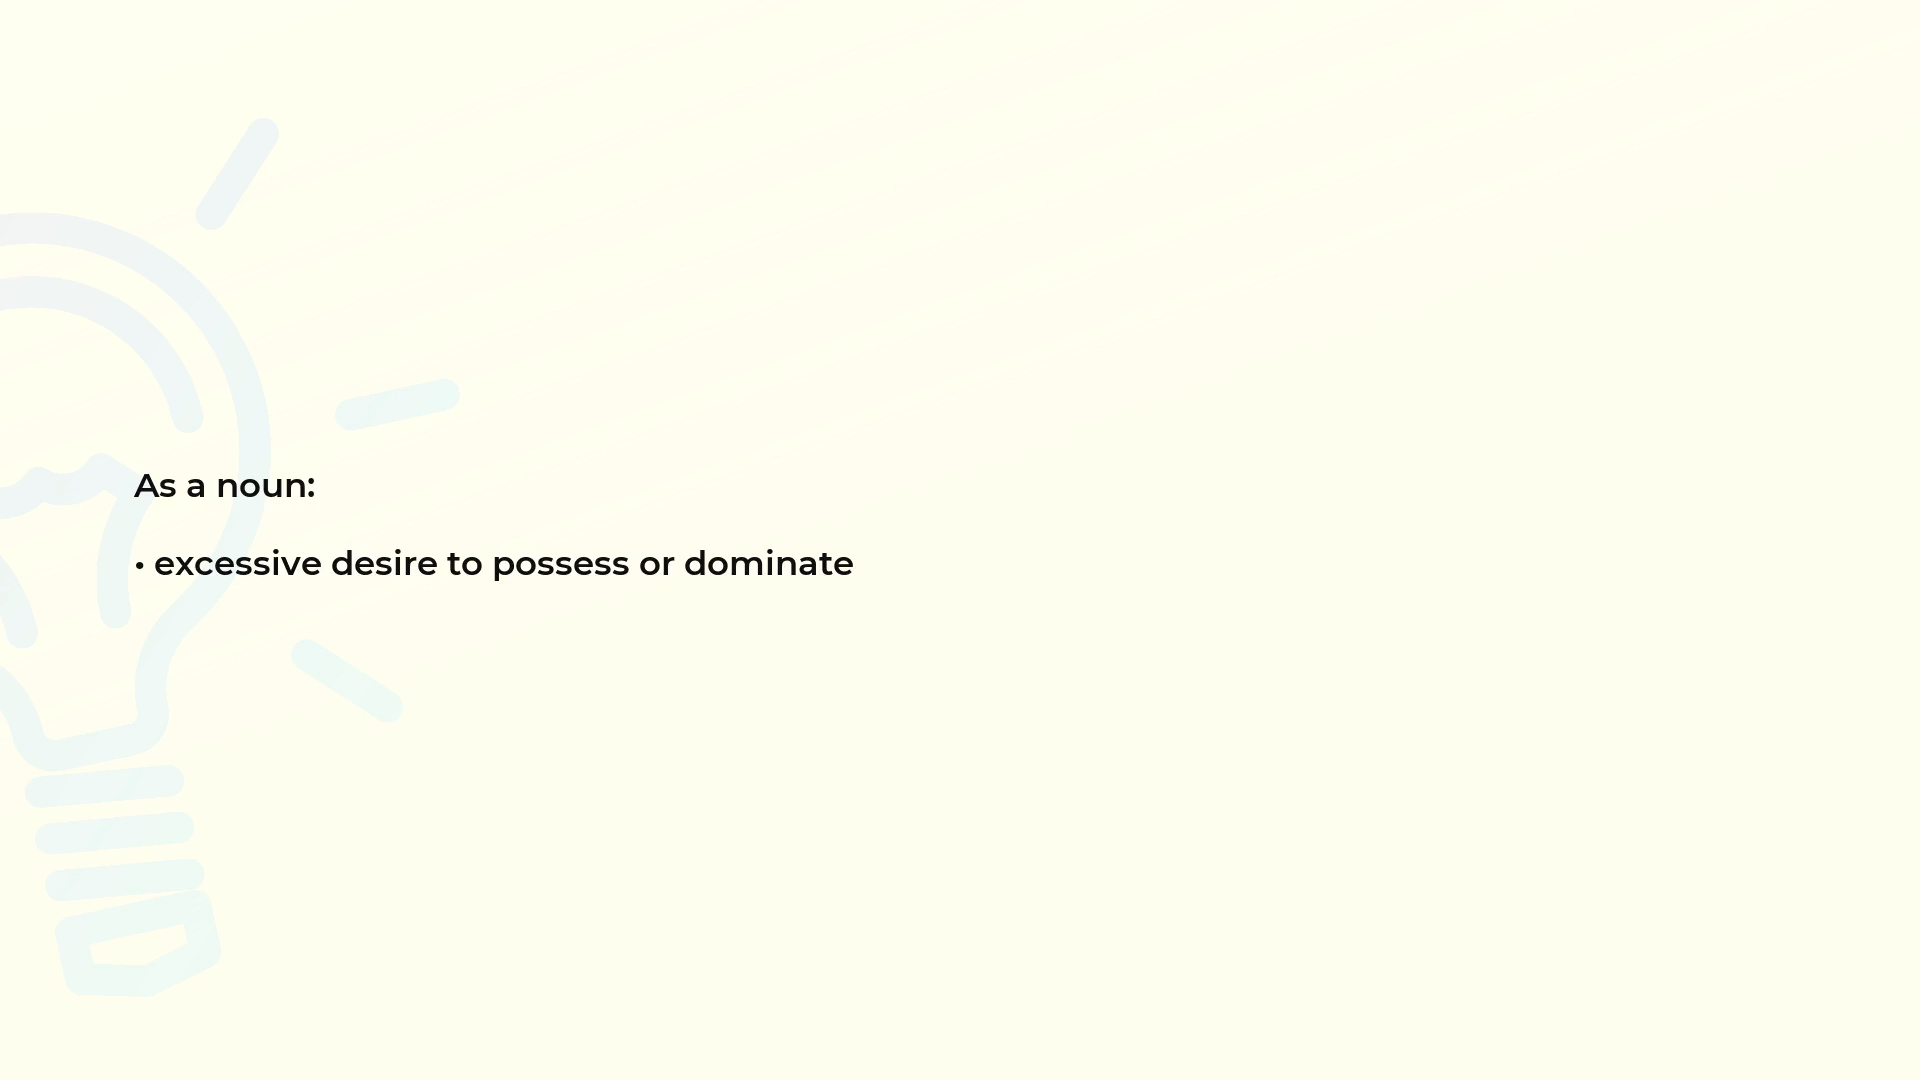 As a noun:
• excessive desire to possess or dominate